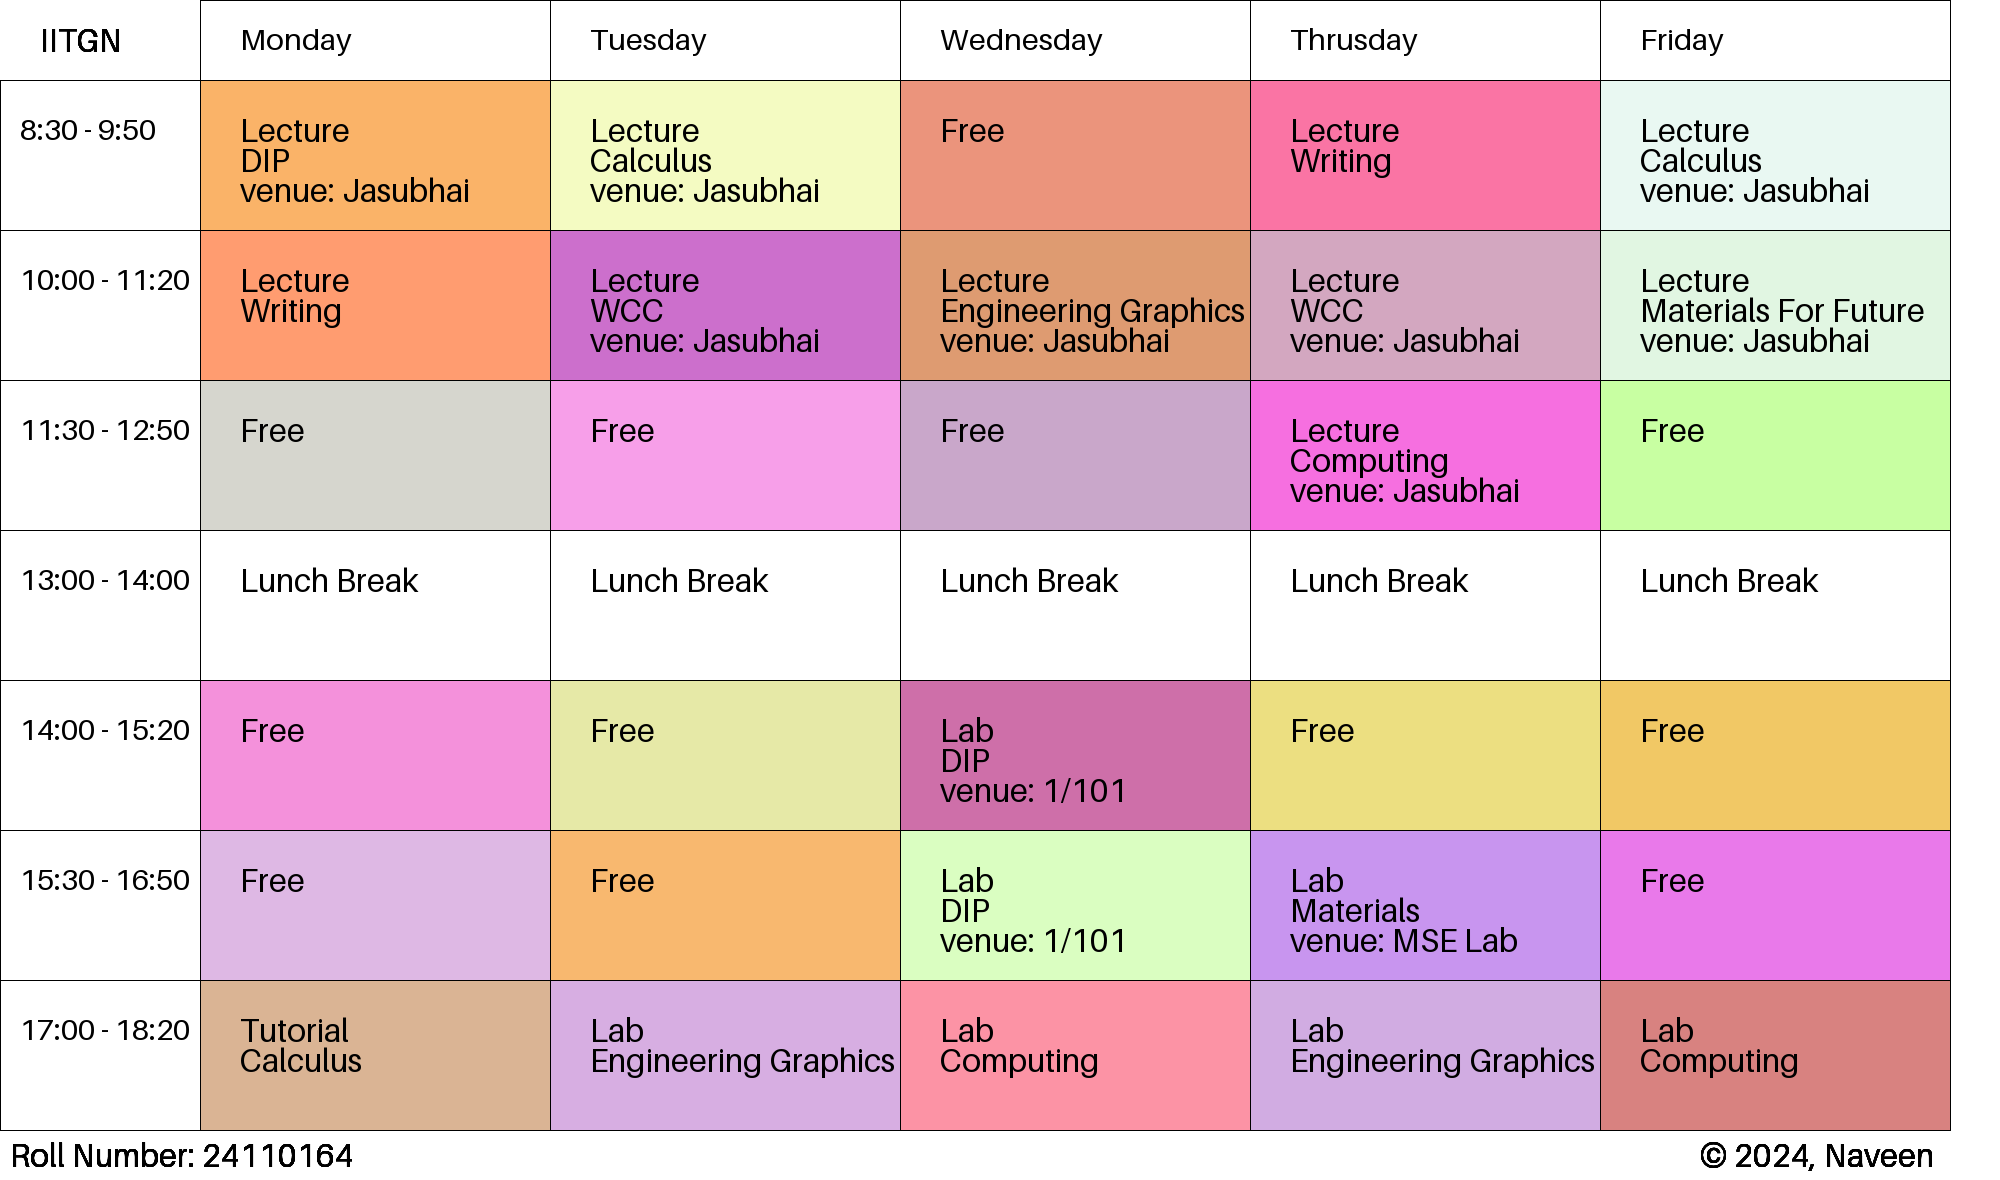 IITGN
Monday
Tuesday
Wednesday
Thrusday
Friday
8:30 - 9:50
Lecture
DIP
venue: Jasubhai
Lecture
Calculus
venue: Jasubhai
Free
Lecture
Writing
Lecture
Calculus
venue: Jasubhai
10:00 - 11:20
Lecture
Writing
Lecture
WCC
venue: Jasubhai
Lecture
Engineering Graphics
venue: Jasubhai
Lecture
WCC
venue: Jasubhai
Lecture
Materials For Future
venue: Jasubhai
11:30 - 12:50
Free
Free
Free
Lecture
Computing
venue: Jasubhai
Free
13:00 - 14:00
Lunch Break
Lunch Break
Lunch Break
Lunch Break
Lunch Break
14:00 - 15:20
Free
Free
Lab
DIP
venue: 1/101
Free
Free
15:30 - 16:50
Free
Free
Lab
DIP
venue: 1/101
Lab
Materials
venue: MSE Lab
Free
17:00 - 18:20
Tutorial
Calculus
Lab
Engineering Graphics
Lab
Computing
Lab
Engineering Graphics
Lab
Computing
Roll Number: 24110164
© 2024, Naveen